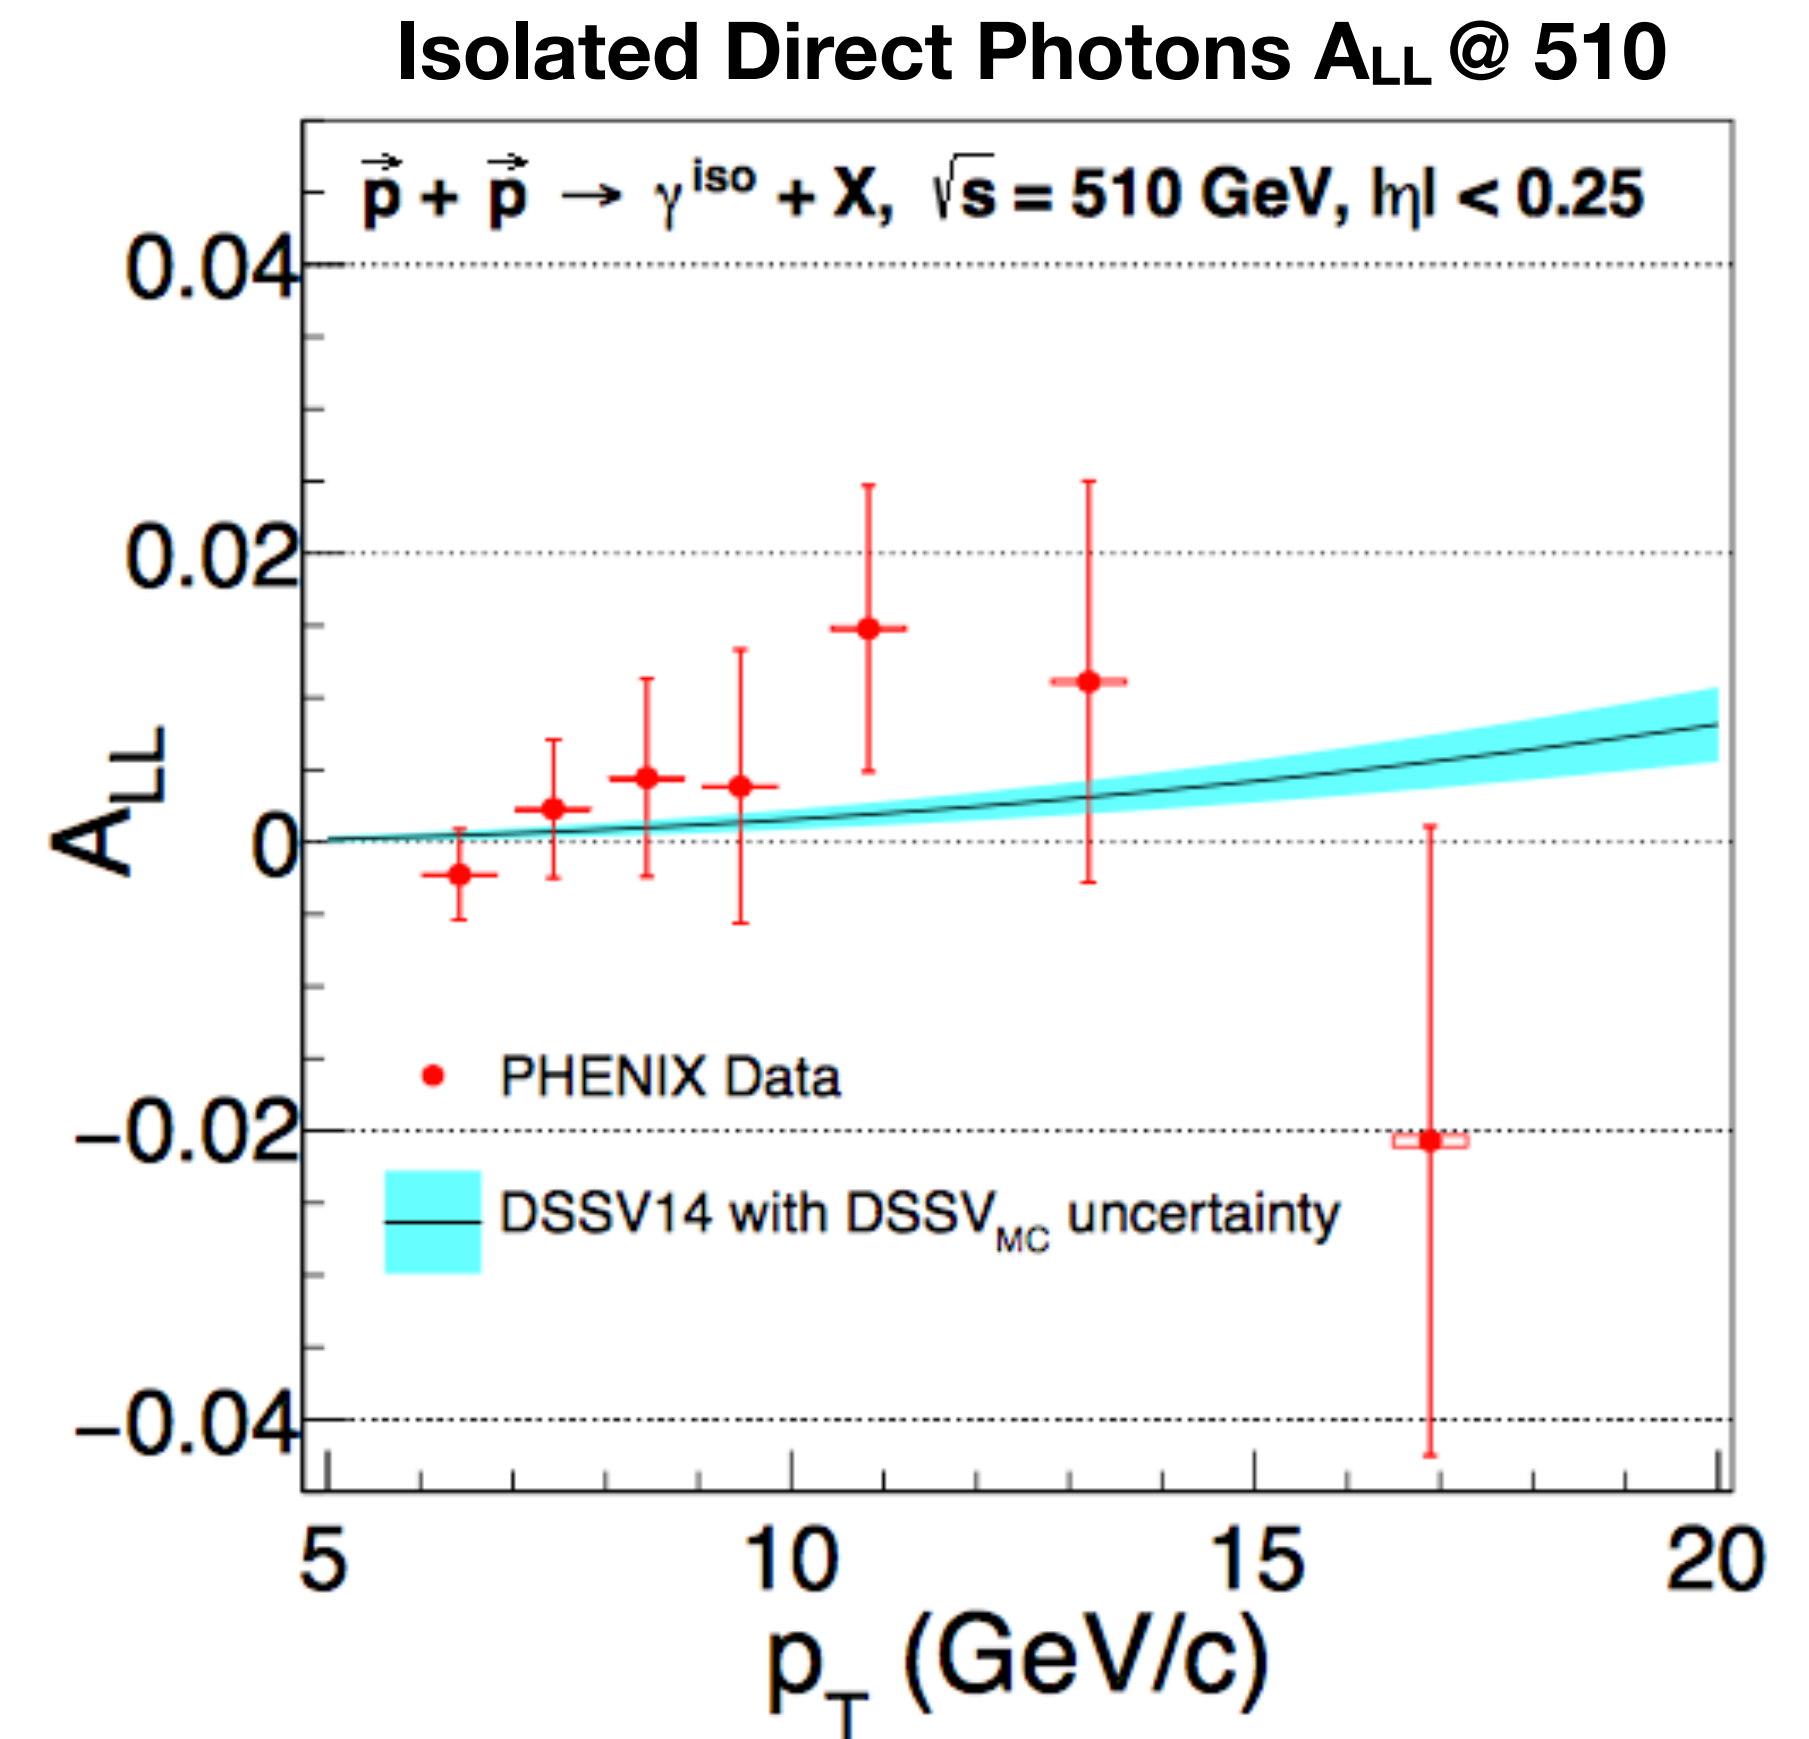 Isolated Direct Photons ALL @ 510
p⃗ + p⃗ → γ iso + X, √s = 510 GeV, |η| < 0.25
0.04
0.02
0
−0.02
−0.04
ALL
PHENIX Data
DSSV14 with DSSVMC uncertainty
5 10 15 20
pT (GeV/c)